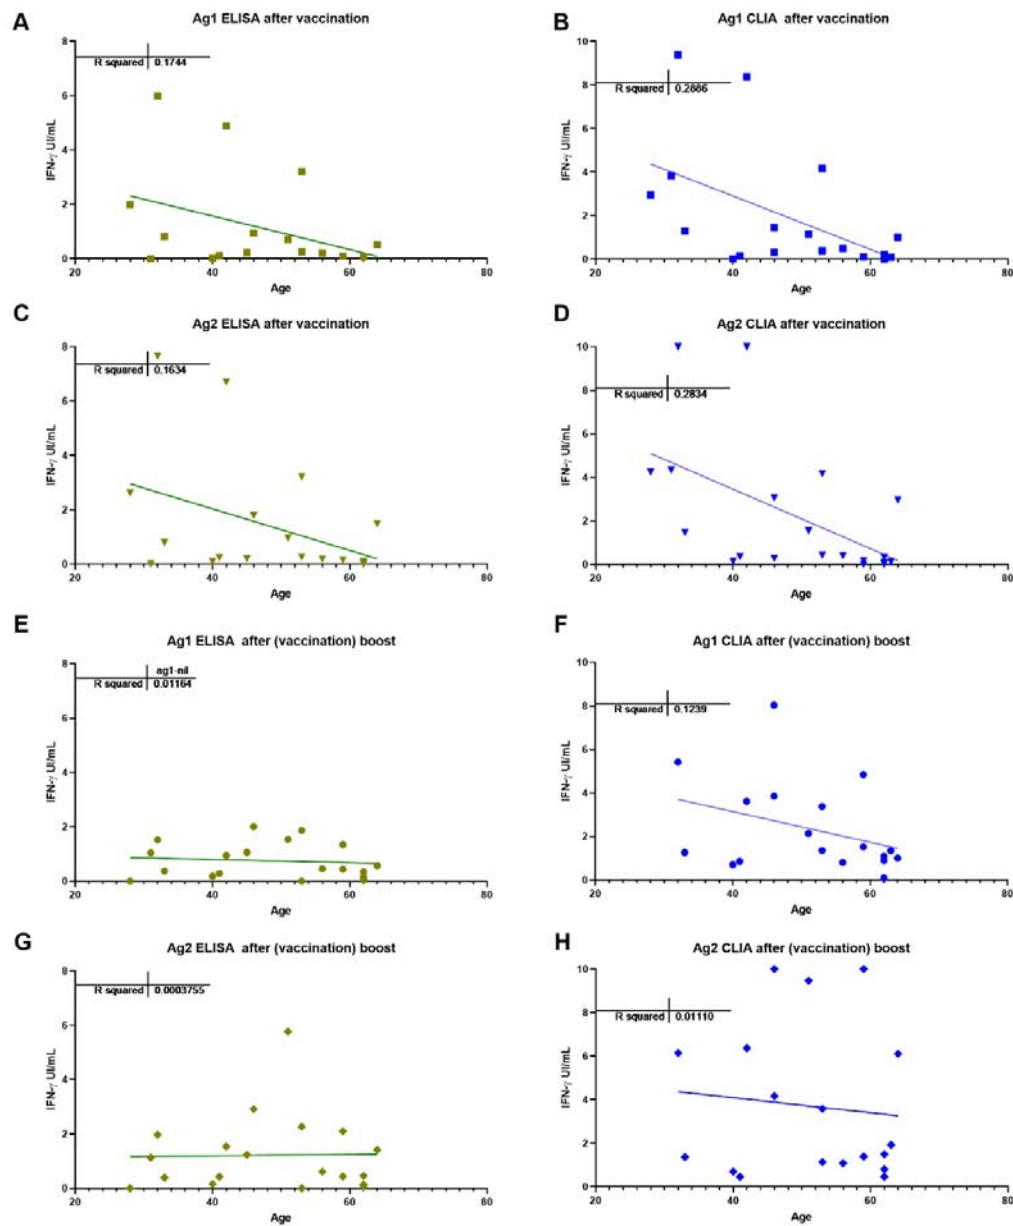 A
Ag1 ELISA after vaccination
8
6
4
2
0
IFN-γ UI/mL
R squared 0.1744
20 40 60 80
Age
B
Ag1 CLIA after vaccination
10
8
6
4
2
0
IFN-γ UI/mL
R squared 0.2886
20 40 60 80
Age
C
Ag2 ELISA after vaccination
8
6
4
2
0
IFN-γ UI/mL
R squared 0.1634
20 40 60 80
Age
D
Ag2 CLIA after vaccination
10
8
6
4
2
0
IFN-γ UI/mL
R squared 0.2834
20 40 60 80
Age
E
Ag1 ELISA after (vaccination) boost
8
6
4
2
0
IFN-γ UI/mL
ag1-nil
R squared 0.01164
20 40 60 80
Age
F
Ag1 CLIA after (vaccination) boost
10
8
6
4
2
0
IFN-γ UI/mL
R squared 0.1239
20 40 60 80
Age
G
Ag2 ELISA after (vaccination) boost
8
6
4
2
0
IFN-γ UI/mL
R squared 0.0003755
20 40 60 80
Age
H
Ag2 CLIA after (vaccination) boost
10
8
6
4
2
0
IFN-γ UI/mL
R squared 0.01110
20 40 60 80
Age